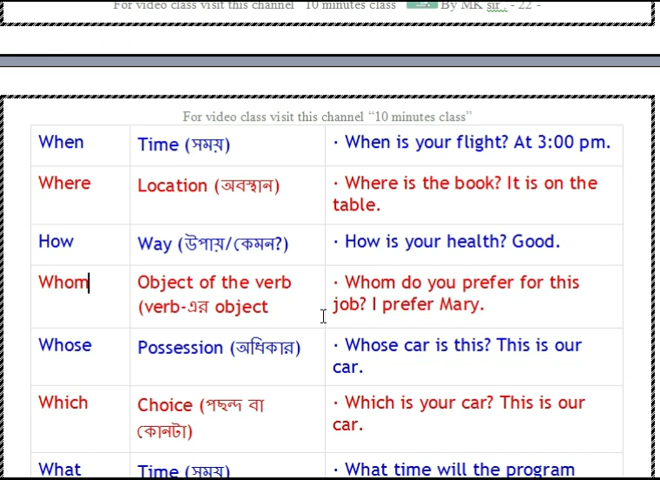 For video class visit this channel "10 minutes class" By MK sir . - 22 -
For video class visit this channel “10 minutes class”
When Time (সময়) · When is your flight? At 3:00 pm.
Where Location (অবস্থান) · Where is the book? It is on the
table.
How Way (উপায়/কেমন?) · How is your health? Good.
Whom Object of the verb · Whom do you prefer for this
(verb-এর object job? I prefer Mary.
Whose Possession (অধিকার) · Whose car is this? This is our
car.
Which Choice (পছন্দ বা · Which is your car? This is our
কোনটা) car.
What Time (সময়) · What time will the program